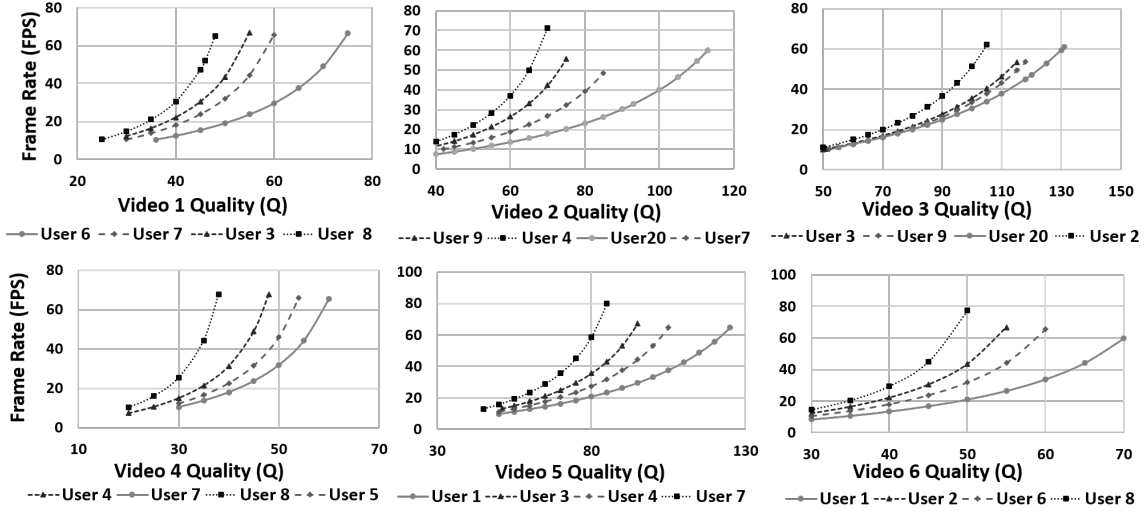 Frame Rate (FPS)
80
60
40
20
0
20 40 60 80
Video 1 Quality (Q)
User 6 User 7 User 3 User 8
80
70
60
50
40
30
20
10
0
40 60 80 100 120
Video 2 Quality (Q)
User 9 User 4 User20 User7
80
60
40
20
0
50 70 90 110 130 150
Video 3 Quality (Q)
User 3 User 9 User 20 User 2
Frame Rate (FPS)
80
60
40
20
0
10 30 50 70
Video 4 Quality (Q)
User 4 User 7 User 8 User 5
100
80
60
40
20
0
30 80 130
Video 5 Quality (Q)
User 1 User 3 User 4 User 7
100
80
60
40
20
0
30 40 50 60 70
Video 6 Quality (Q)
User 1 User 2 User 6 User 8